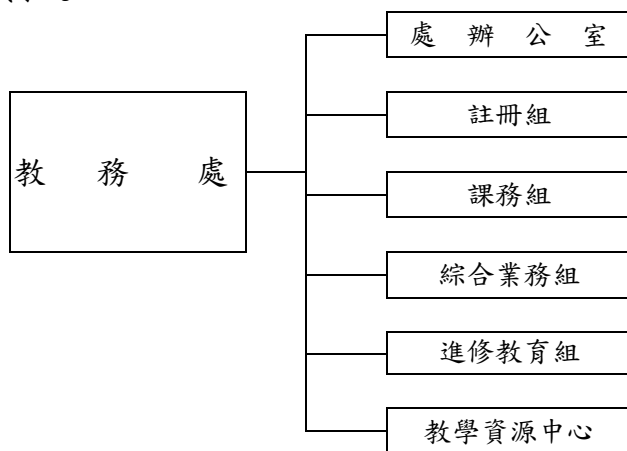 處辦公室
註冊組
教務處
課務組
綜合業務組
進修教育組
教學資源中心